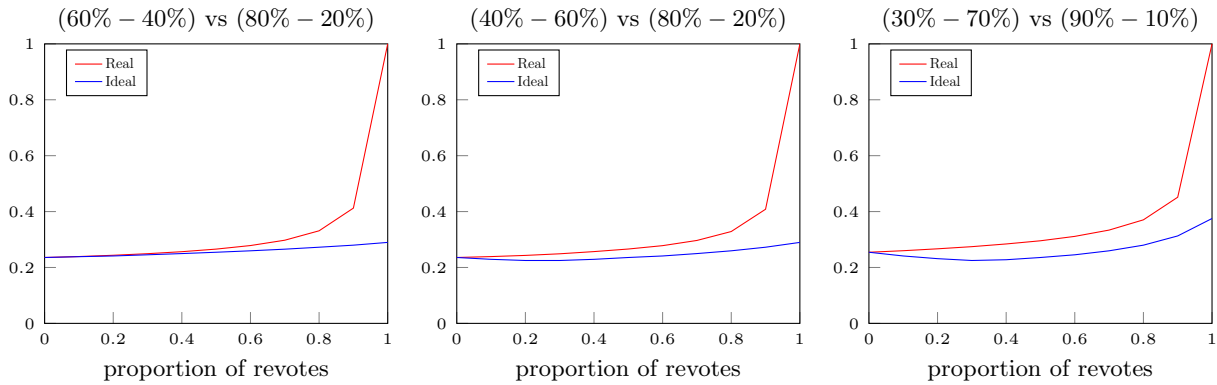 (60% − 40%) vs (80% − 20%)
1
0.8
0.6
0.4
0.2
0
Real
Ideal
0 0.2 0.4 0.6 0.8 1
proportion of revotes
(40% − 60%) vs (80% − 20%)
1
0.8
0.6
0.4
0.2
0
Real
Ideal
0 0.2 0.4 0.6 0.8 1
proportion of revotes
(30% − 70%) vs (90% − 10%)
1
0.8
0.6
0.4
0.2
0
Real
Ideal
0 0.2 0.4 0.6 0.8 1
proportion of revotes